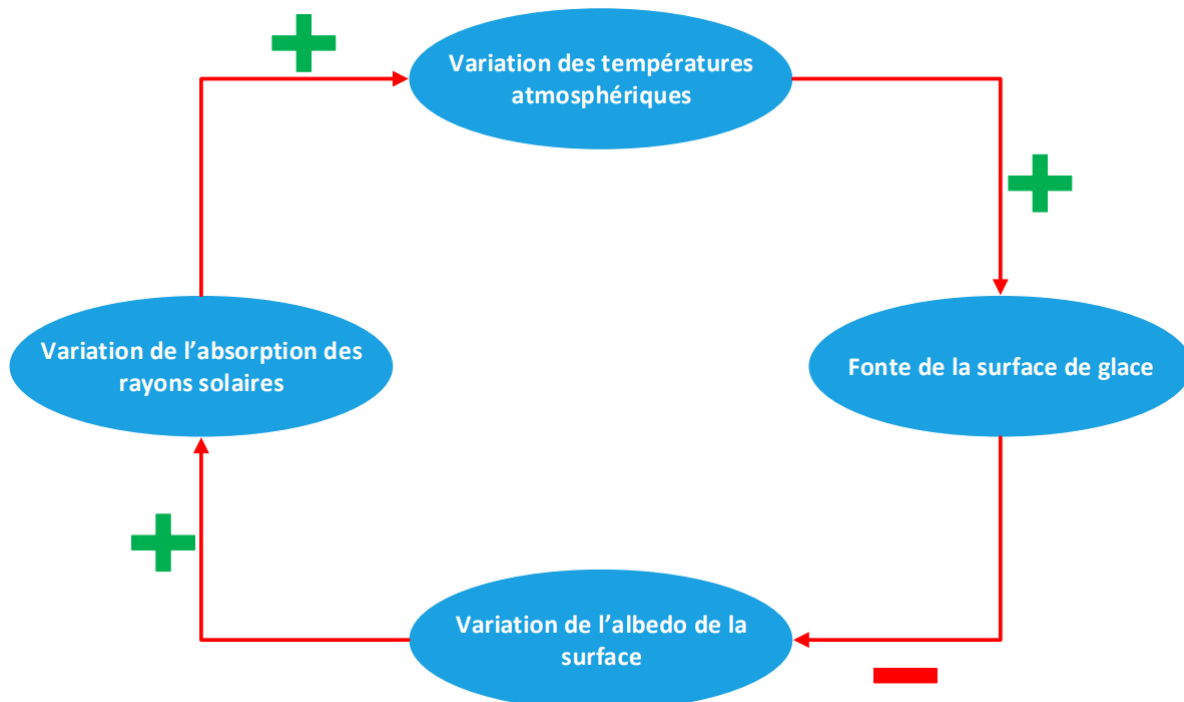 Variation des températures
atmosphériques
Variation de l’absorption des
rayons solaires
Fonte de la surface de glace
Variation de l’albedo de la
surface